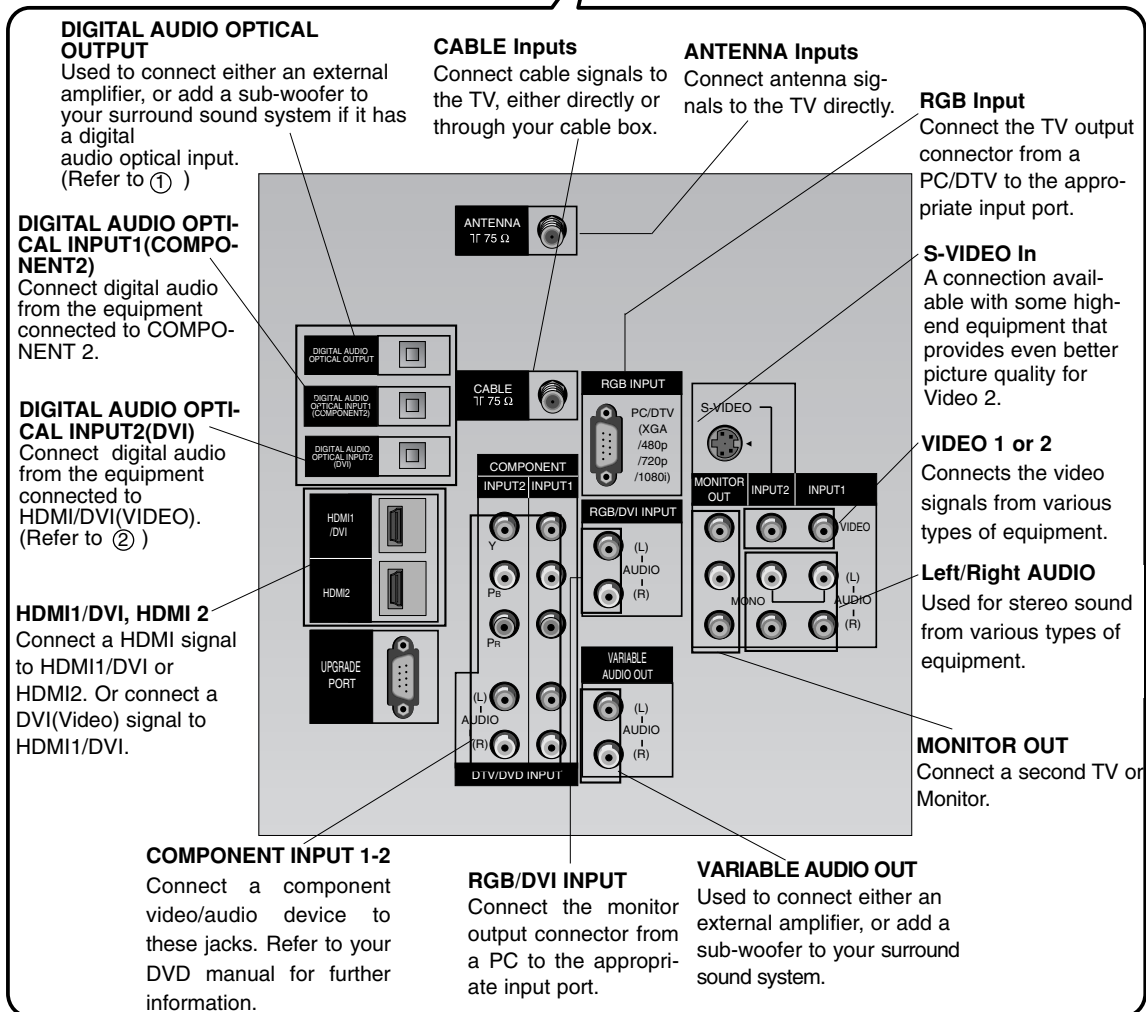 DIGITAL AUDIO OPTICAL
OUTPUT
Used to connect either an external
amplifier, or add a sub-woofer to
your surround sound system if it has
a digital
audio optical input.
(Refer to ① )
CABLE Inputs
Connect cable signals to
the TV, either directly or
through your cable box.
ANTENNA Inputs
Connect antenna sig-
nals to the TV directly.
RGB Input
Connect the TV output
connector from a
PC/DTV to the appro-
priate input port.
DIGITAL AUDIO OPTI-
CAL INPUT1(COMPO-
NENT2)
Connect digital audio
from the equipment
connected to COMPO-
NENT 2.
S-VIDEO In
A connection avail-
able with some high-
end equipment that
provides even better
picture quality for
Video 2.
DIGITAL AUDIO OPTI-
CAL INPUT2(DVI)
Connect digital audio
from the equipment
connected to
HDMI/DVI(VIDEO).
(Refer to ② )
VIDEO 1 or 2
Connects the video
signals from various
types of equipment.
Left/Right AUDIO
Used for stereo sound
from various types of
equipment.
HDMI1/DVI, HDMI 2
Connect a HDMI signal
to HDMI1/DVI or
HDMI2. Or connect a
DVI(Video) signal to
HDMI1/DVI.
MONITOR OUT
Connect a second TV or
Monitor.
ANTENNA
75 Ω
DIGITAL AUDIO
OPTICAL OUTPUT
DIGITAL AUDIO
OPTICAL INPUT1
(COMPONENT2)
DIGITAL AUDIO
OPTICAL INPUT2
(DVI)
CABLE
75 Ω
HDMI1
/DVI
HDMI2
UPGRADE
PORT
COMPONENT
INPUT2 INPUT1
Y
PB
PR
(L)
AUDIO
(R)
DTV/DVD INPUT
RGB INPUT
PC/DTV
(XGA
/480p
/720p
/1080i)
RGB/DVI INPUT
(L)
AUDIO
(R)
VARIABLE
AUDIO OUT
(L)
AUDIO
(R)
S-VIDEO
MONITOR
OUT
INPUT2
INPUT1
VIDEO
MONO
(L)
AUDIO
(R)
COMPONENT INPUT 1-2
Connect a component
video/audio device to
these jacks. Refer to your
DVD manual for further
information.
RGB/DVI INPUT
Connect the monitor
output connector from
a PC to the appropri-
ate input port.
VARIABLE AUDIO OUT
Used to connect either an
external amplifier, or add a
sub-woofer to your surround
sound system.